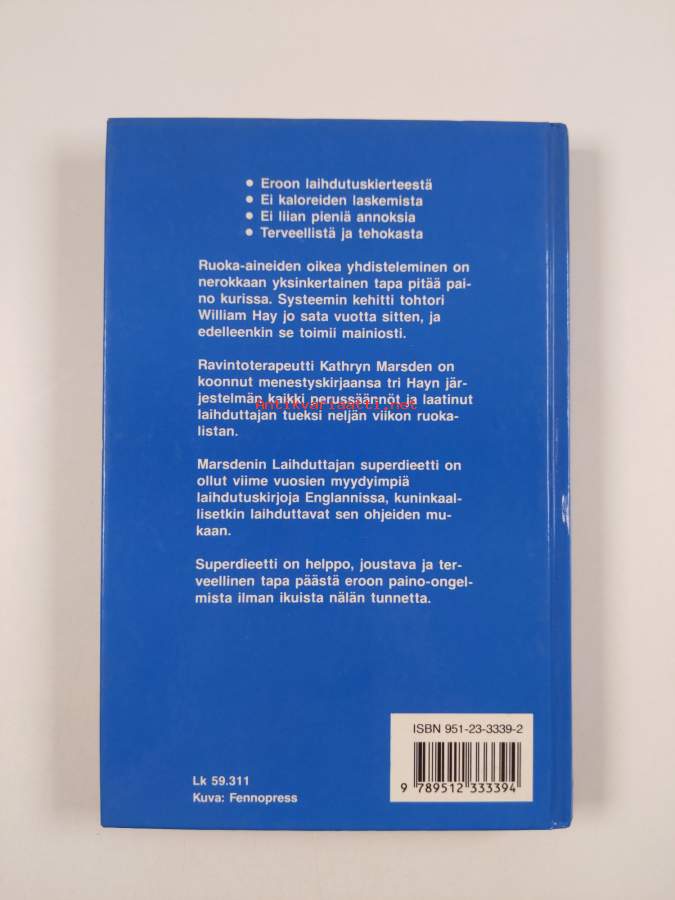 • Eroon laihdutuskierteestä
• Ei kaloreiden laskemista
• Ei liian pieniä annoksia
• Terveellistä ja tehokasta
Ruoka-aineiden oikea yhdisteleminen on
nerokkaan yksinkertainen tapa pitää pai-
no kurissa. Systeemin kehitti tohtori
William Hay jo sata vuotta sitten, ja
edelleenkin se toimii mainiosti.
Ravintoterapeutti Kathryn Marsden on
koonnut menestyskirjaansa tri Hayn jär-
jestelmän kaikki perussäännöt ja laatinut
Antikvariaatti.net
laihduttajan tueksi neljän viikon ruoka-
listan.
Marsdenin Laihduttajan superdieetti on
ollut viime vuosien myydyimpiä
laihdutuskirjoja Englannissa, kuninkaal-
lisetkin laihduttavat sen ohjeiden mu-
kaan.
Superdieetti on helppo, joustava ja ter-
veellinen tapa päästä eroon paino-ongel-
mista ilman ikuista nälän tunnetta.
ISBN 951-23-3339-2
9 789512 333394
Lk 59.311
Kuva: Fennopress